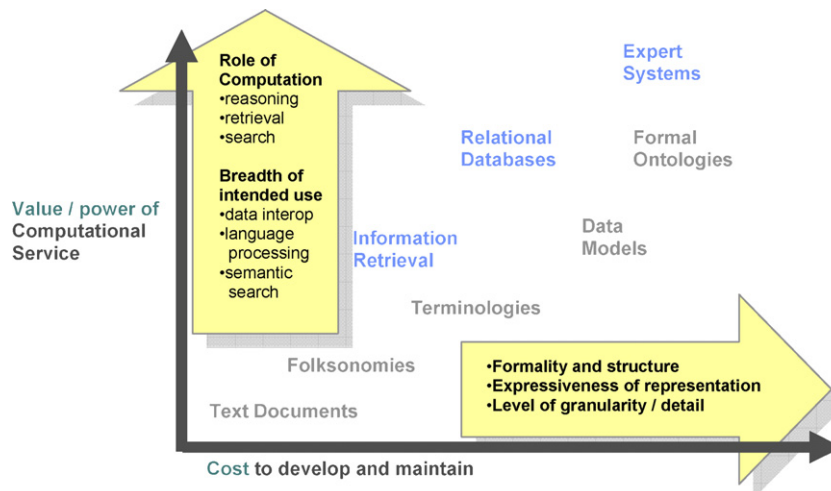 Role of
Computation
•reasoning
•retrieval
•search
Breadth of
intended use
•data interop
•language
processing
•semantic
search
Expert
Systems
Relational
Databases
Formal
Ontologies
Value / power of
Computational
Service
Information
Retrieval
Data
Models
Terminologies
Folksonomies
Text Documents
•Formality and structure
•Expressiveness of representation
•Level of granularity / detail
Cost to develop and maintain